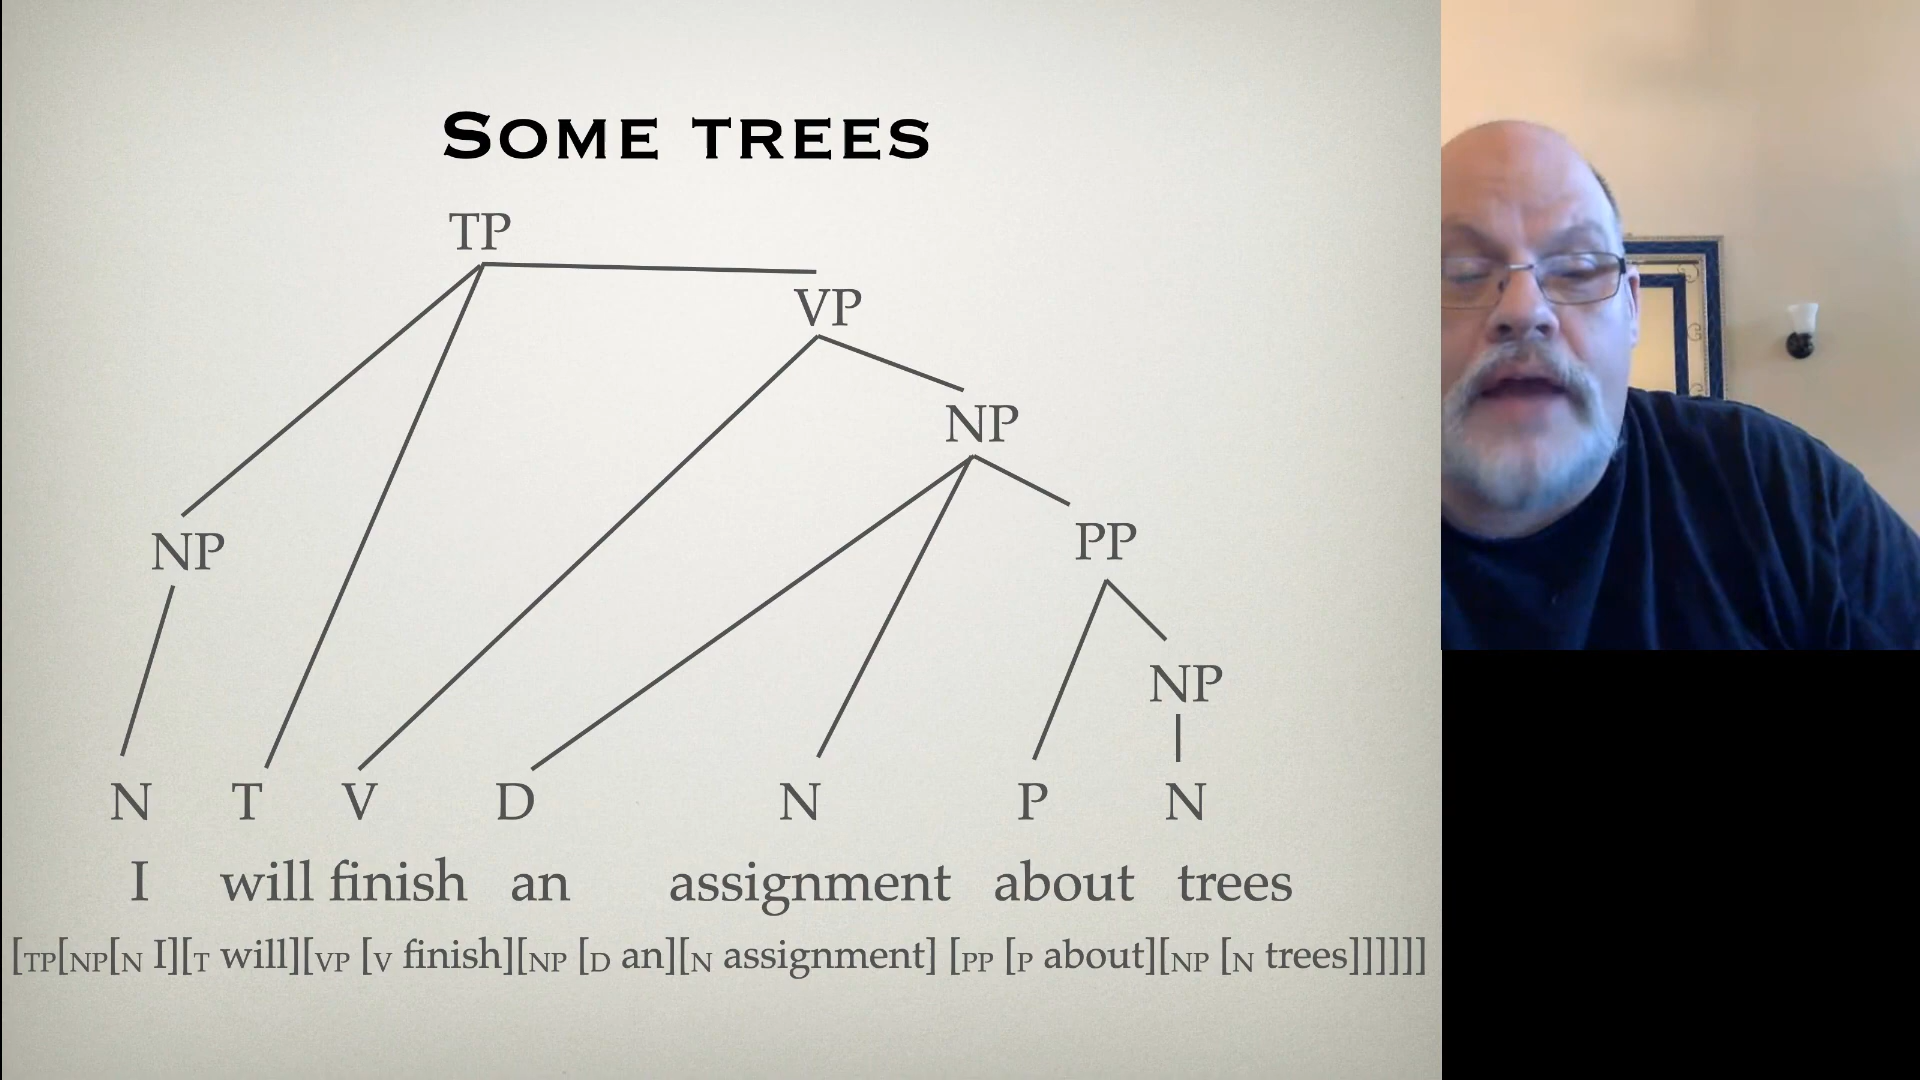 SOME TREES
TP
VP
NP
PP
NP
NP
N T V D N P N
I will finish an assignment about trees
[TP[NP[N I][T will][VP [V finish][NP [D an][N assignment] [PP [P about][NP [N trees]]]]]]